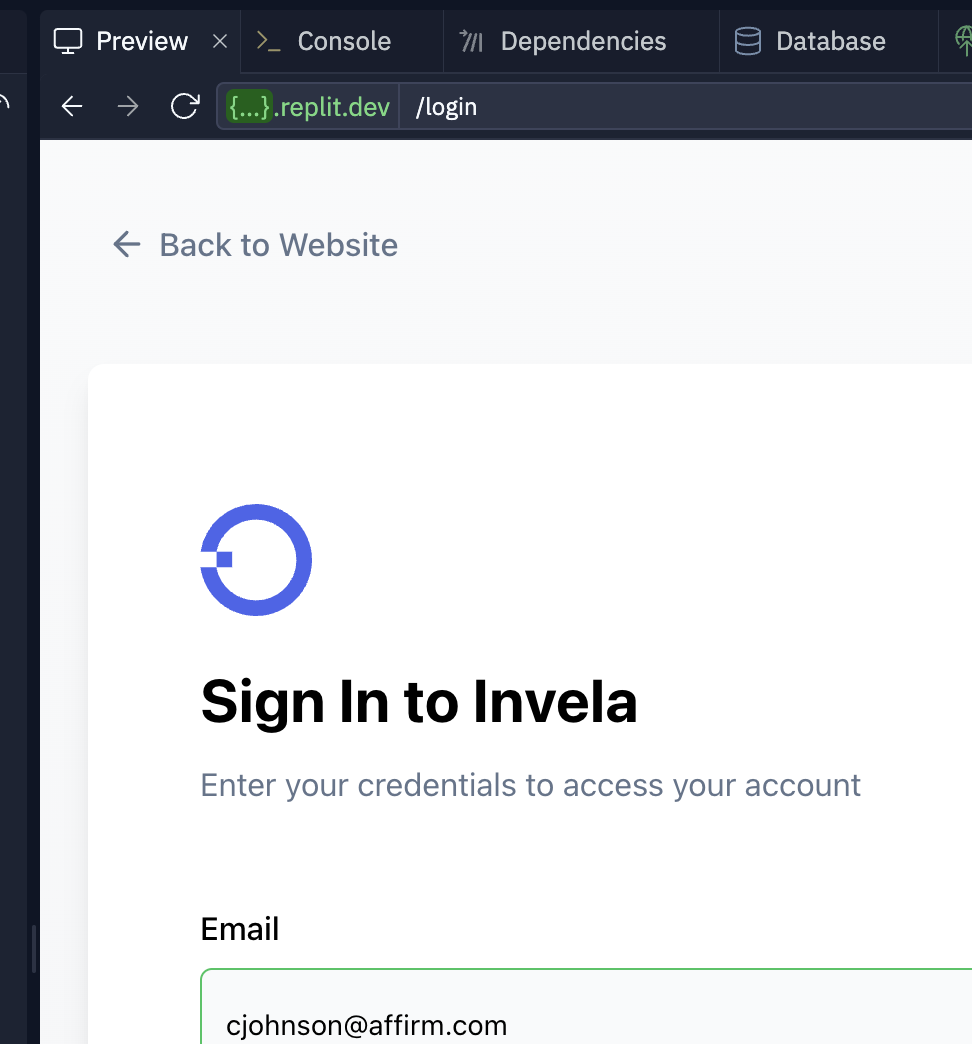 Preview
Console
Dependencies
Database
{...}.replit.dev
/login
Back to Website
Sign In to Invela
Enter your credentials to access your account
Email
cjohnson@affirm.com